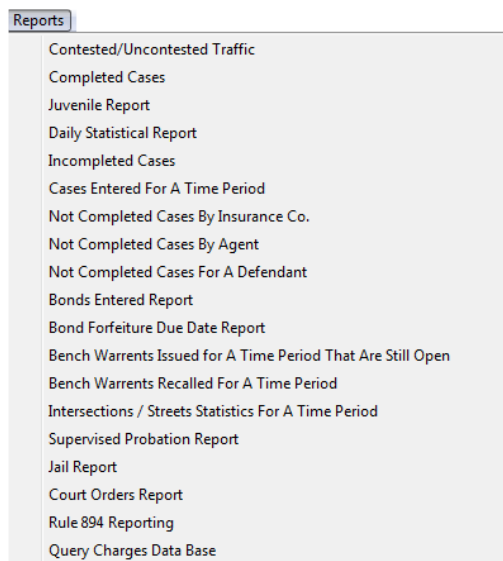 Reports
Contested/Uncontested Traffic
Completed Cases
Juvenile Report
Daily Statistical Report
Incompleted Cases
Cases Entered For A Time Period
Not Completed Cases By Insurance Co.
Not Completed Cases By Agent
Not Completed Cases For A Defendant
Bonds Entered Report
Bond Forfeiture Due Date Report
Bench Warrents Issued for A Time Period That Are Still Open
Bench Warrents Recalled For A Time Period
Intersections / Streets Statistics For A Time Period
Supervised Probation Report
Jail Report
Court Orders Report
Rule 894 Reporting
Query Charges Data Base